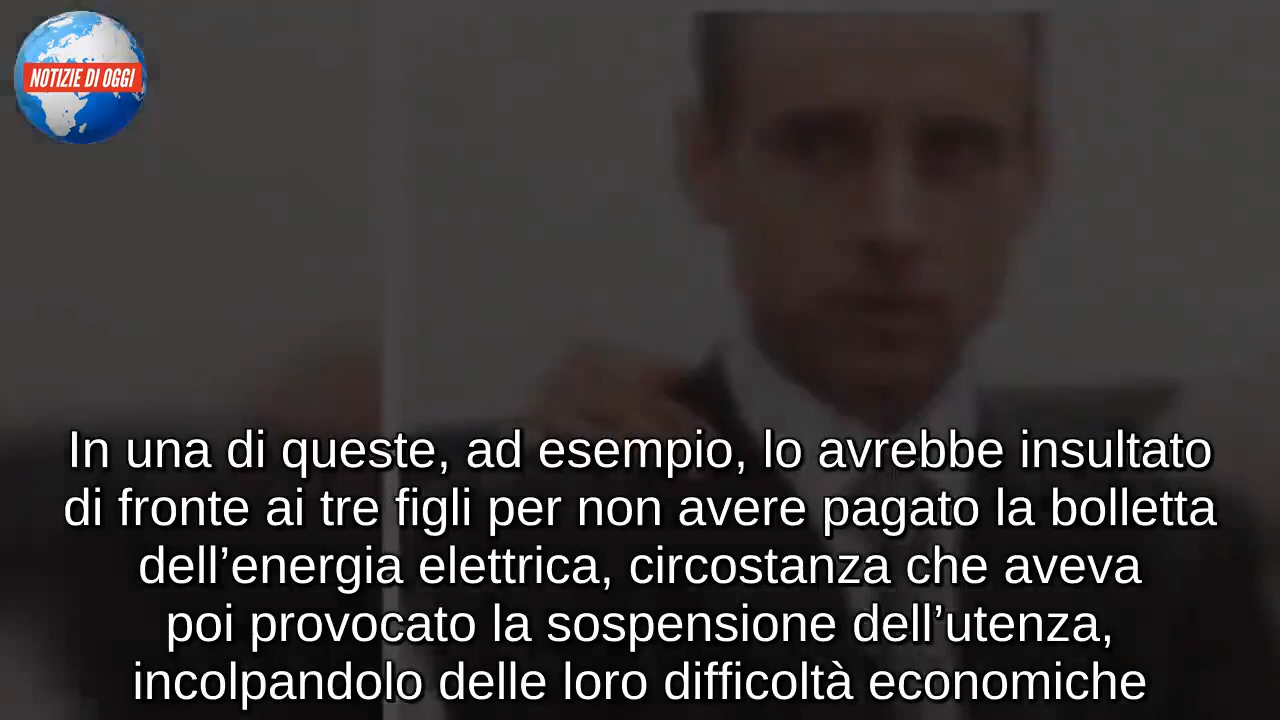 NOTIZIE DI OGGI
In una di queste, ad esempio, lo avrebbe insultato
di fronte ai tre figli per non avere pagato la bolletta
dell’energia elettrica, circostanza che aveva
poi provocato la sospensione dell’utenza,
incolpandolo delle loro difficoltà economiche